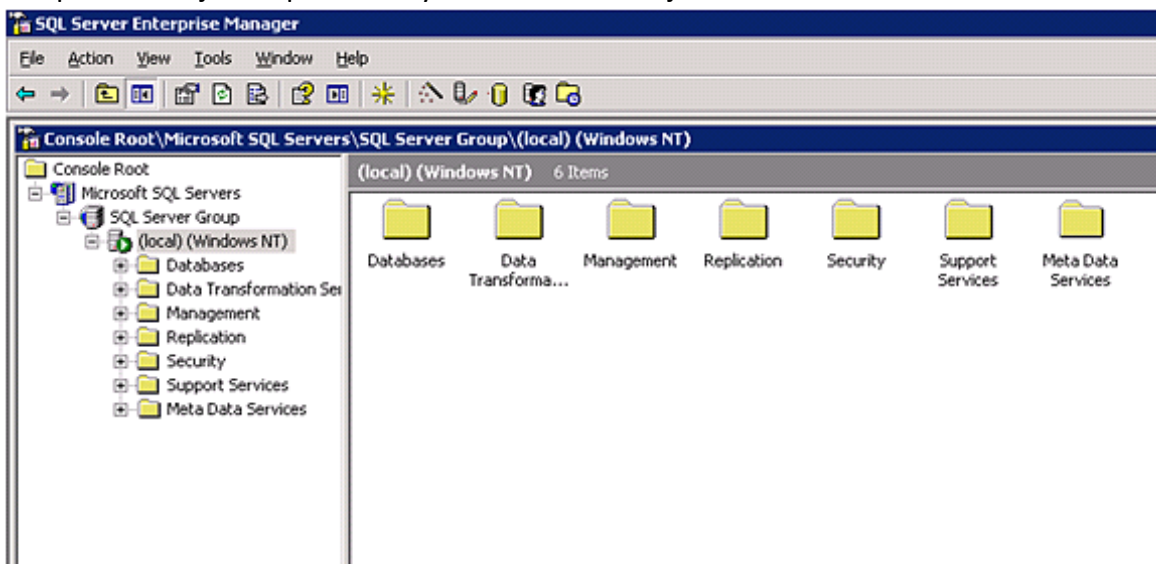 SQL Server Enterprise Manager
File Action View Tools Window Help
Console Root\Microsoft SQL Servers\SQL Server Group\(local) (Windows NT)
Console Root
Microsoft SQL Servers
SQL Server Group
(local) (Windows NT)
Databases
Data Transformation Ser
Management
Replication
Security
Support Services
Meta Data Services
(local) (Windows NT) 6 Items
Databases
Data Transforma...
Management
Replication
Security
Support Services
Meta Data Services